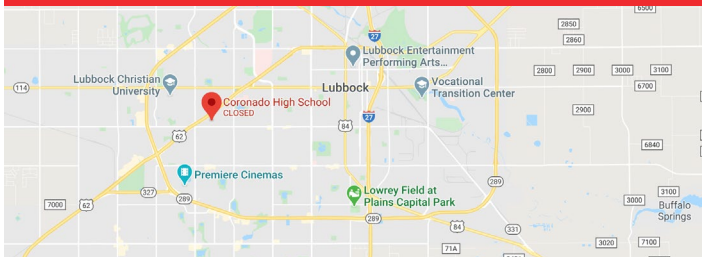 6500
2850
27
2860
Lubbock Entertainment
Performing Arts...
Lubbock Christian
University
Vocational
Transition Center
2800
2900
3000
3100
114
Lubbock
6700
Coronado High School
CLOSED
27
2900
84
62
6840
Premiere Cinemas
289
327
289
Lowrey Field at
Plains Capital Park
7000
62
3000
3100
Buffalo
Springs
289
84
331
71A
3020
7100